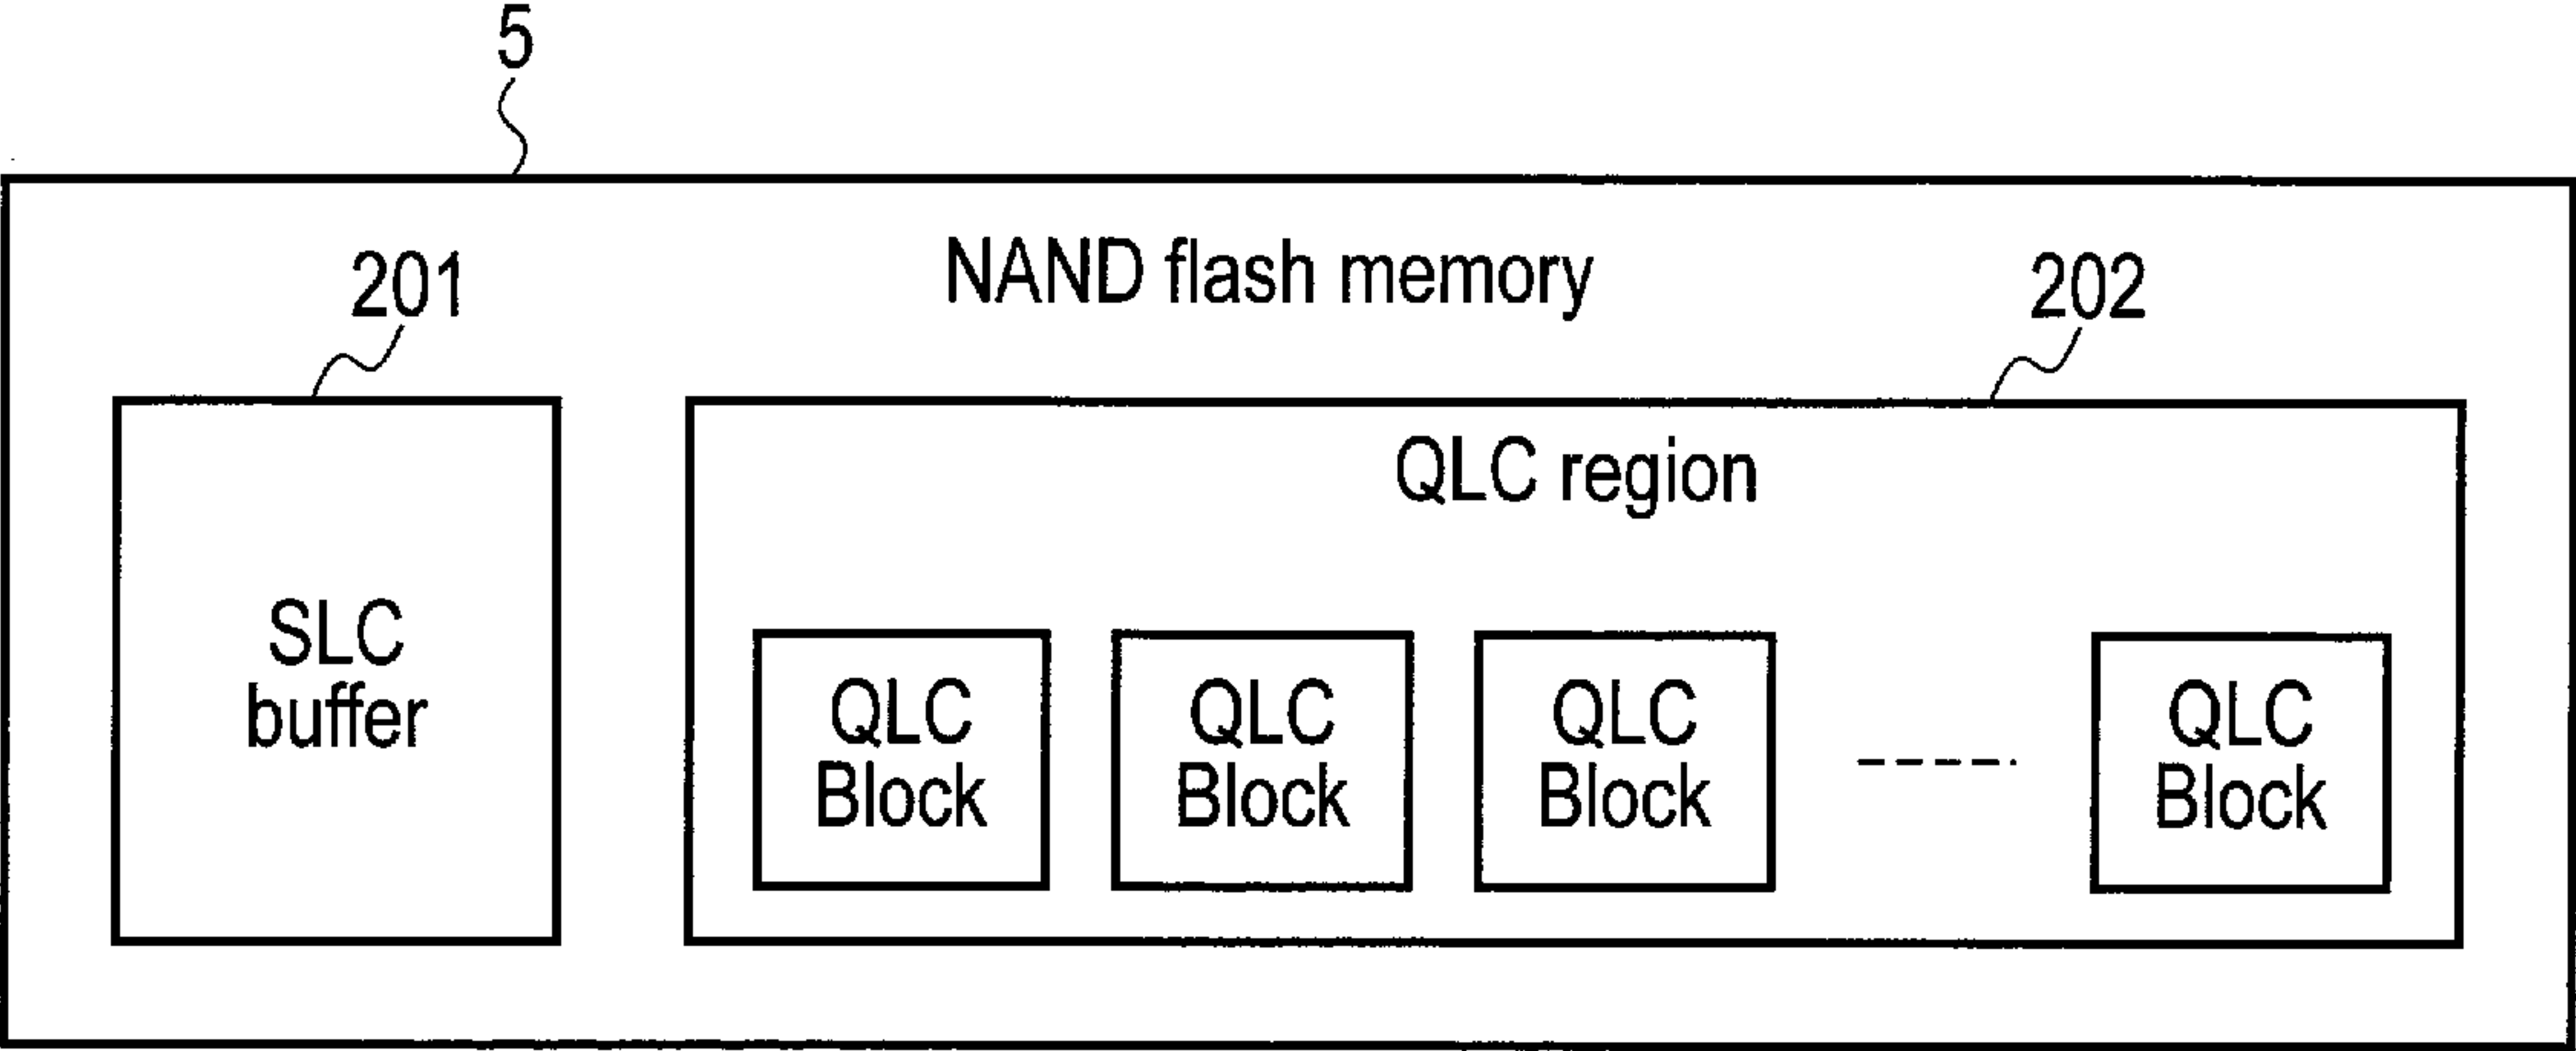 5
NAND flash memory
201
202
QLC region
SLC
buffer
QLC
Block
QLC
Block
QLC
Block
QLC
Block